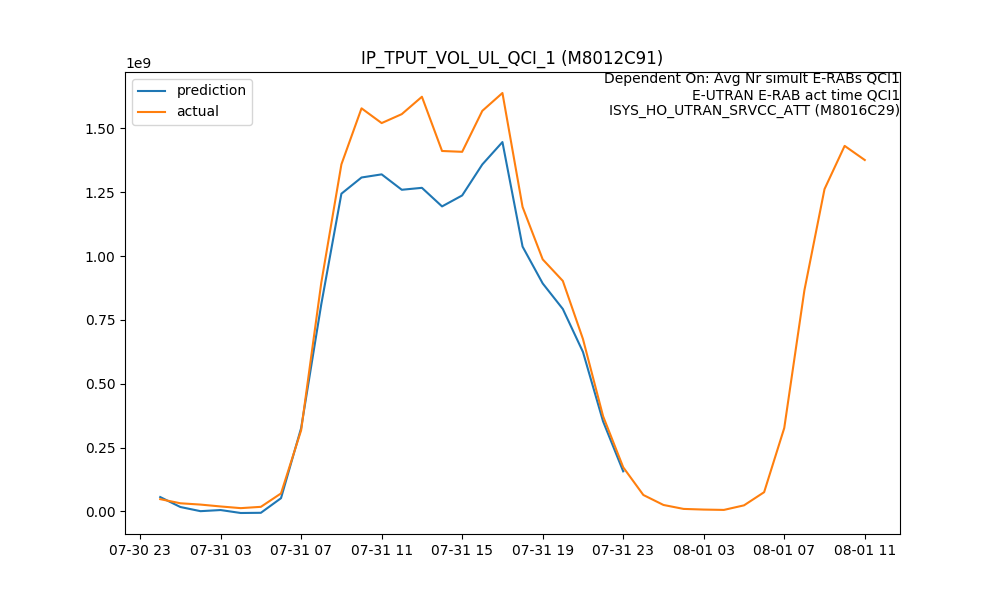 IP_TPUT_VOL_UL_QCI_1 (M8012C91)
1e9
prediction
actual
Dependent On: Avg Nr simult E-RABs QCI1
E-UTRAN E-RAB act time QCI1
ISYS_HO_UTRAN_SRVCC_ATT (M8016C29)
1.50
1.25
1.00
0.75
0.50
0.25
0.00
07-30 23 07-31 03 07-31 07 07-31 11 07-31 15 07-31 19 07-31 23 08-01 03 08-01 07 08-01 11